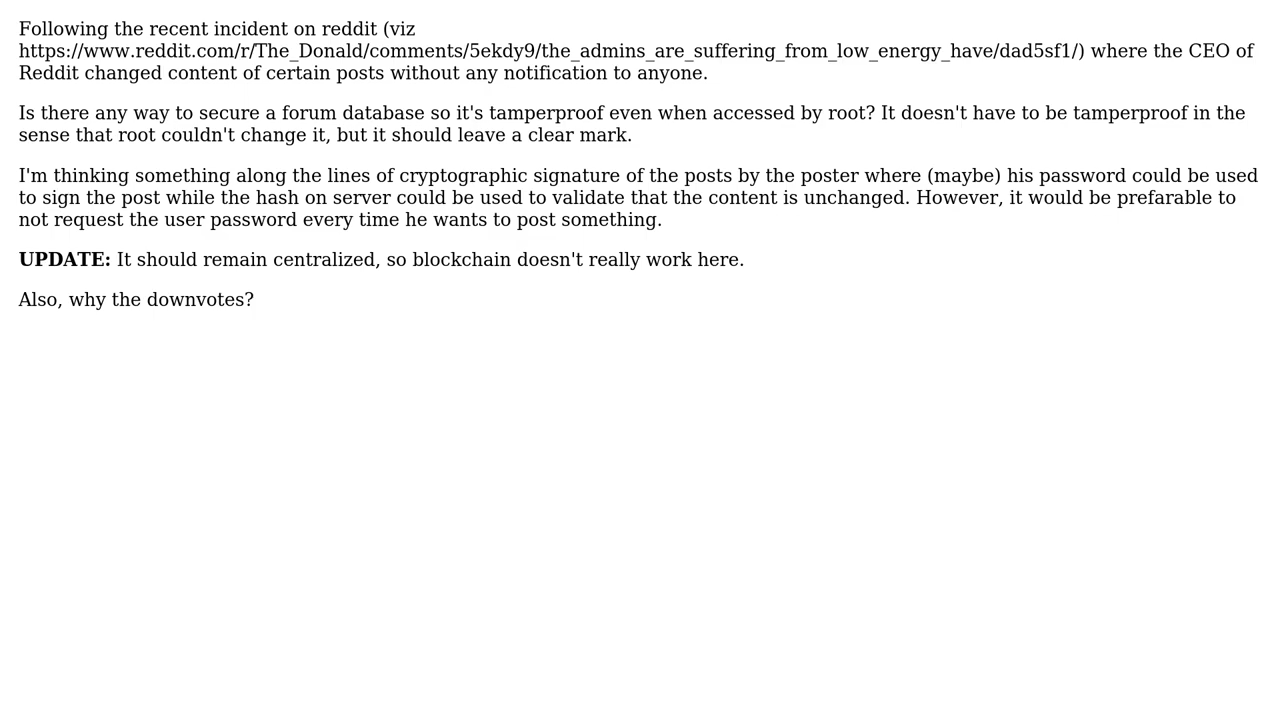 Following the recent incident on reddit (viz
https://www.reddit.com/r/The_Donald/comments/5ekdy9/the_admins_are_suffering_from_low_energy_have/dad5sf1/) where the CEO of
Reddit changed content of certain posts without any notification to anyone.
Is there any way to secure a forum database so it's tamperproof even when accessed by root? It doesn't have to be tamperproof in the
sense that root couldn't change it, but it should leave a clear mark.
I'm thinking something along the lines of cryptographic signature of the posts by the poster where (maybe) his password could be used
to sign the post while the hash on server could be used to validate that the content is unchanged. However, it would be prefarable to
not request the user password every time he wants to post something.
UPDATE: It should remain centralized, so blockchain doesn't really work here.
Also, why the downvotes?